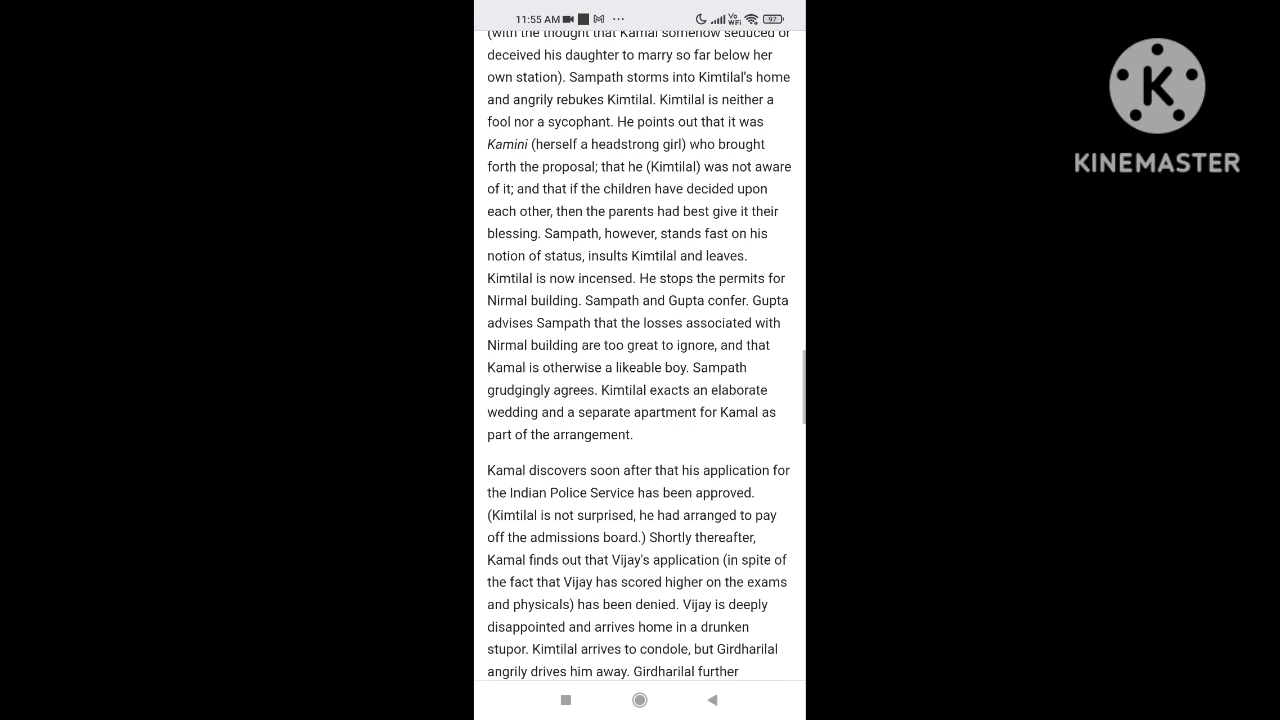 11:55 AM
Vo
WiFi
97
(with the thought that Kamal somehow seduced or
deceived his daughter to marry so far below her
own station). Sampath storms into Kimtilal's home
and angrily rebukes Kimtilal. Kimtilal is neither a
fool nor a sycophant. He points out that it was
Kamini (herself a headstrong girl) who brought
forth the proposal; that he (Kimtilal) was not aware
of it; and that if the children have decided upon
each other, then the parents had best give it their
blessing. Sampath, however, stands fast on his
notion of status, insults Kimtilal and leaves.
Kimtilal is now incensed. He stops the permits for
Nirmal building. Sampath and Gupta confer. Gupta
advises Sampath that the losses associated with
Nirmal building are too great to ignore, and that
Kamal is otherwise a likeable boy. Sampath
grudgingly agrees. Kimtilal exacts an elaborate
wedding and a separate apartment for Kamal as
part of the arrangement.
Kamal discovers soon after that his application for
the Indian Police Service has been approved.
(Kimtilal is not surprised, he had arranged to pay
off the admissions board.) Shortly thereafter,
Kamal finds out that Vijay's application (in spite of
the fact that Vijay has scored higher on the exams
and physicals) has been denied. Vijay is deeply
disappointed and arrives home in a drunken
stupor. Kimtilal arrives to condole, but Girdharilal
angrily drives him away. Girdharilal further
K
KINEMASTER